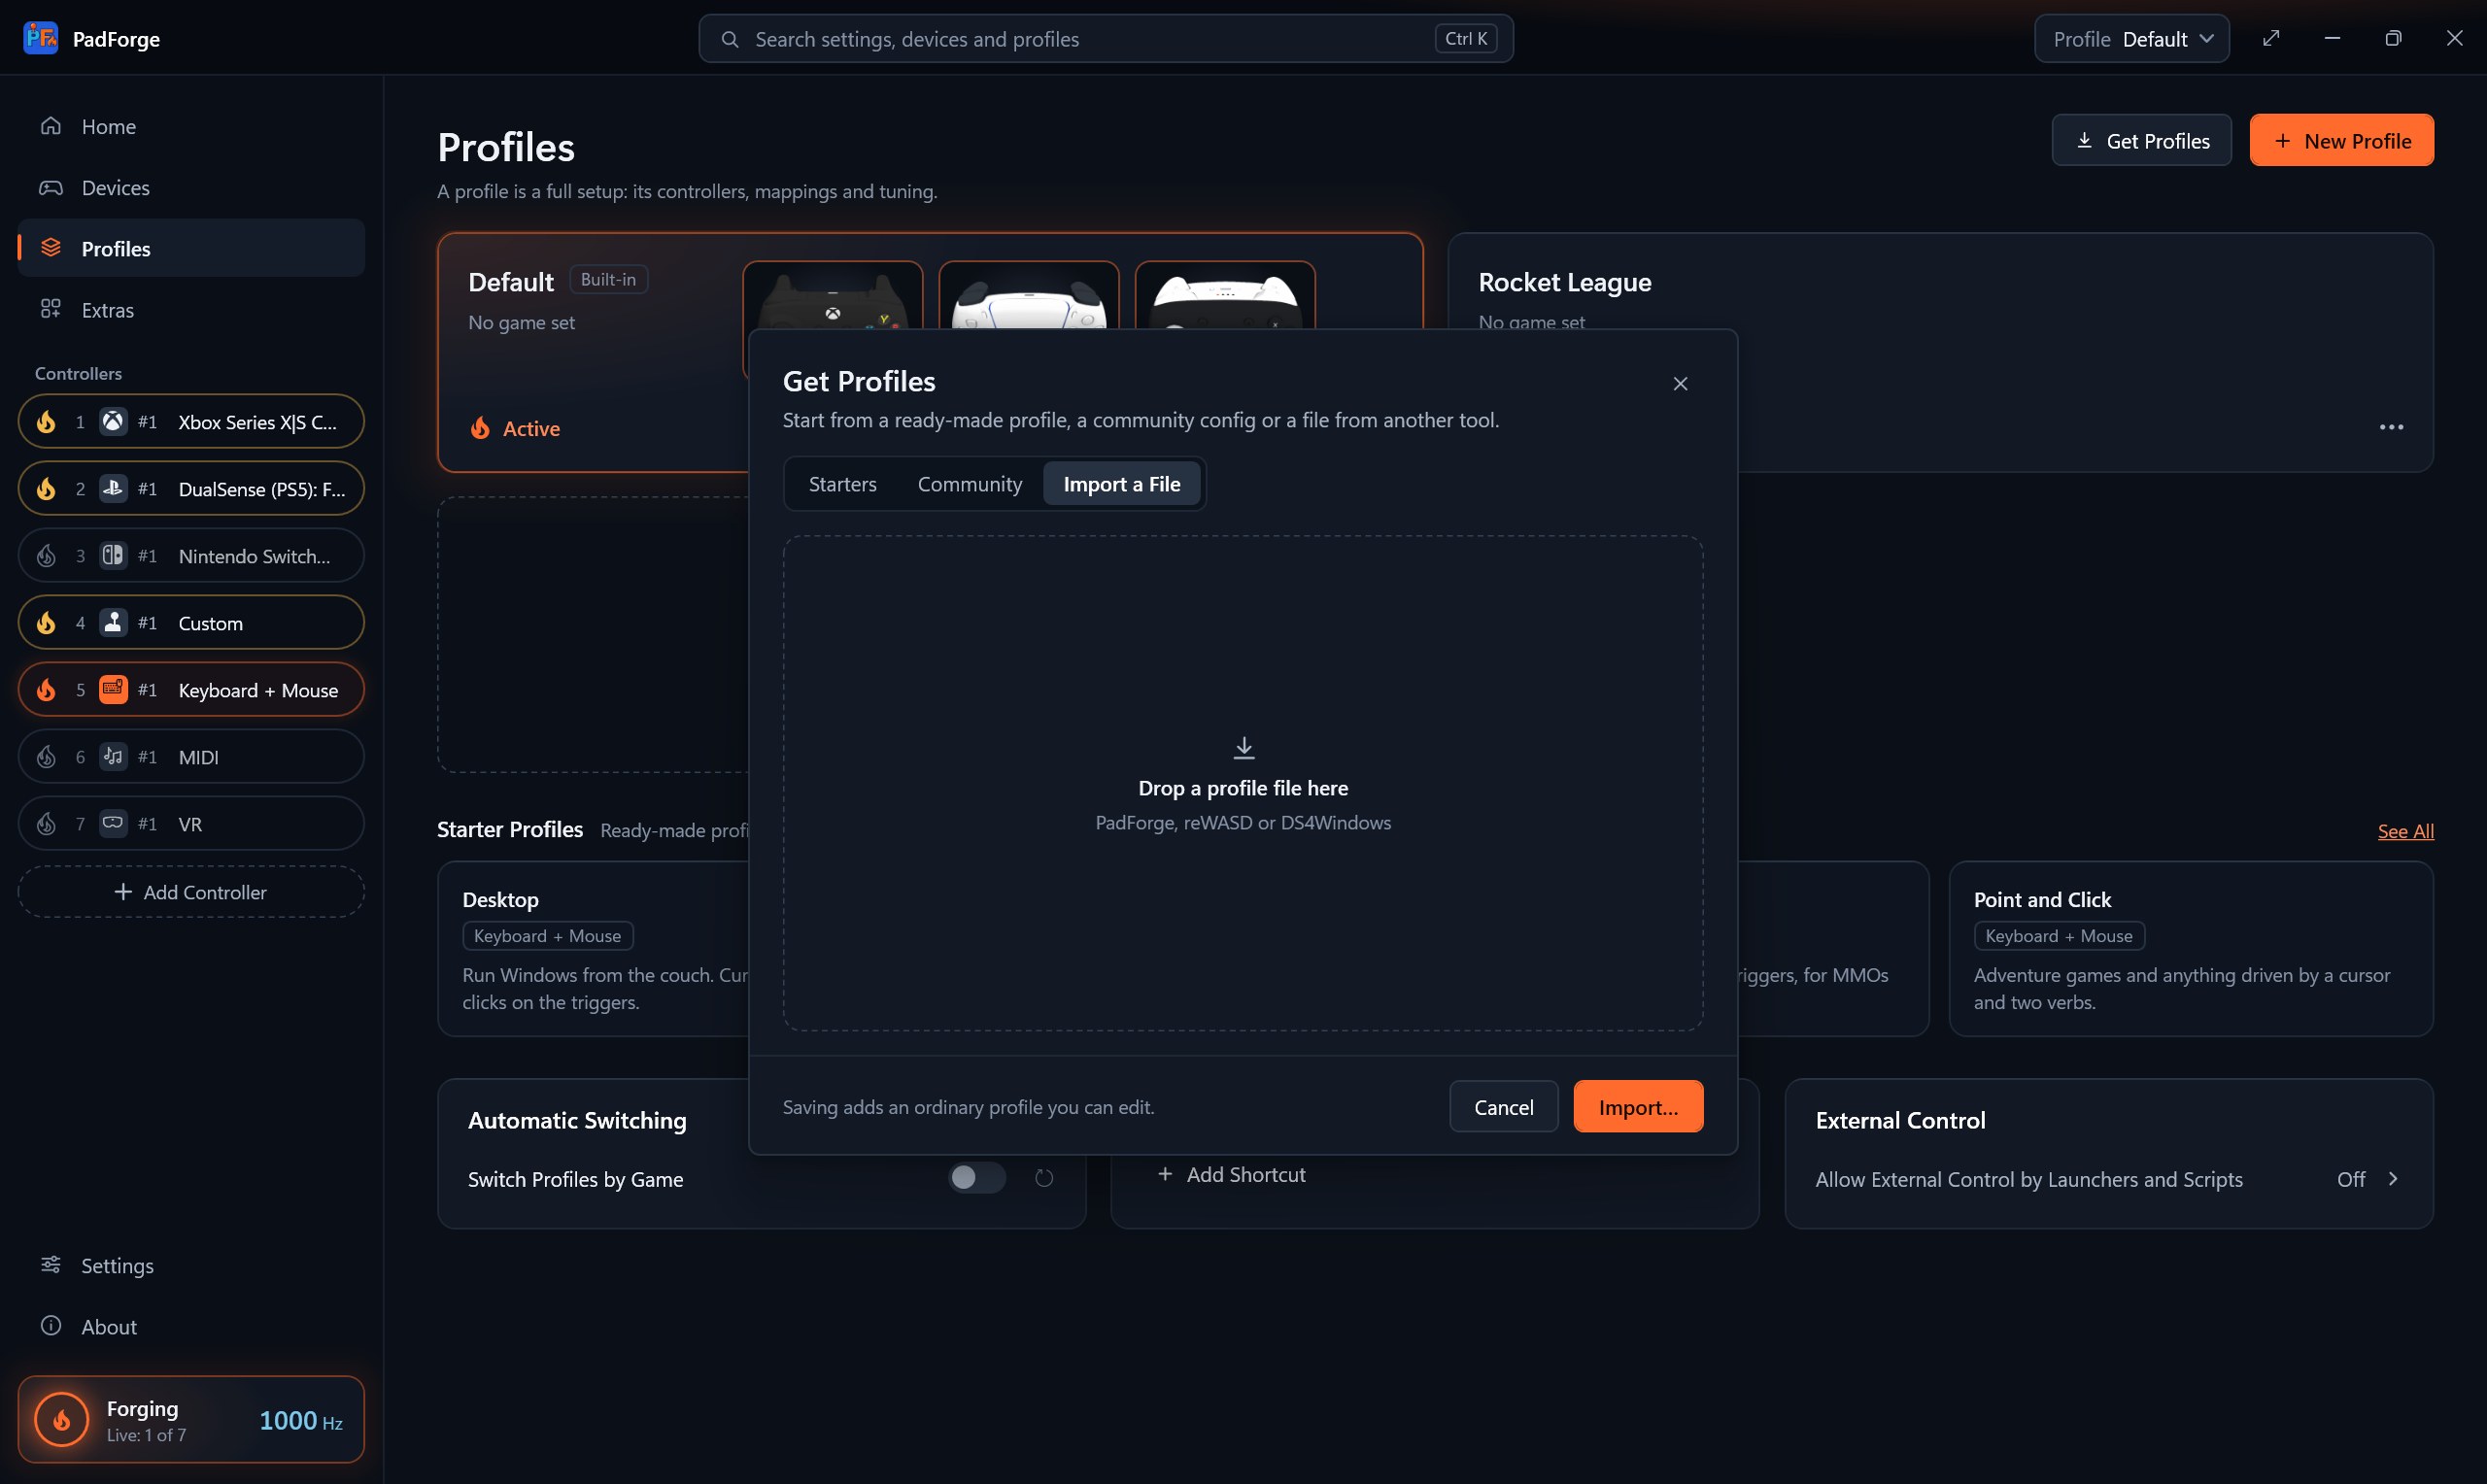 PadForge
Search settings, devices and profiles
Ctrl K
Profile Default
Home
Devices
Profiles
Extras
Controllers
1 #1 Xbox Series X|S C...
2 #1 DualSense (PS5): F...
3 #1 Nintendo Switch...
4 #1 Custom
5 #1 Keyboard + Mouse
6 #1 MIDI
7 #1 VR
+ Add Controller
Settings
About
Forging
Live: 1 of 7
1000 Hz
Profiles
A profile is a full setup: its controllers, mappings and tuning.
Get Profiles
+ New Profile
Default Built-in
No game set
Active
Rocket League
No game set
Get Profiles
Start from a ready-made profile, a community config or a file from another tool.
Starters Community Import a File
Drop a profile file here
PadForge, reWASD or DS4Windows
Saving adds an ordinary profile you can edit.
Cancel
Import...
Starter Profiles Ready-made profi
See All
Desktop
Keyboard + Mouse
Run Windows from the couch. Cur
clicks on the triggers.
riggers, for MMOs
Point and Click
Keyboard + Mouse
Adventure games and anything driven by a cursor
and two verbs.
Automatic Switching
Switch Profiles by Game
+ Add Shortcut
External Control
Allow External Control by Launchers and Scripts Off